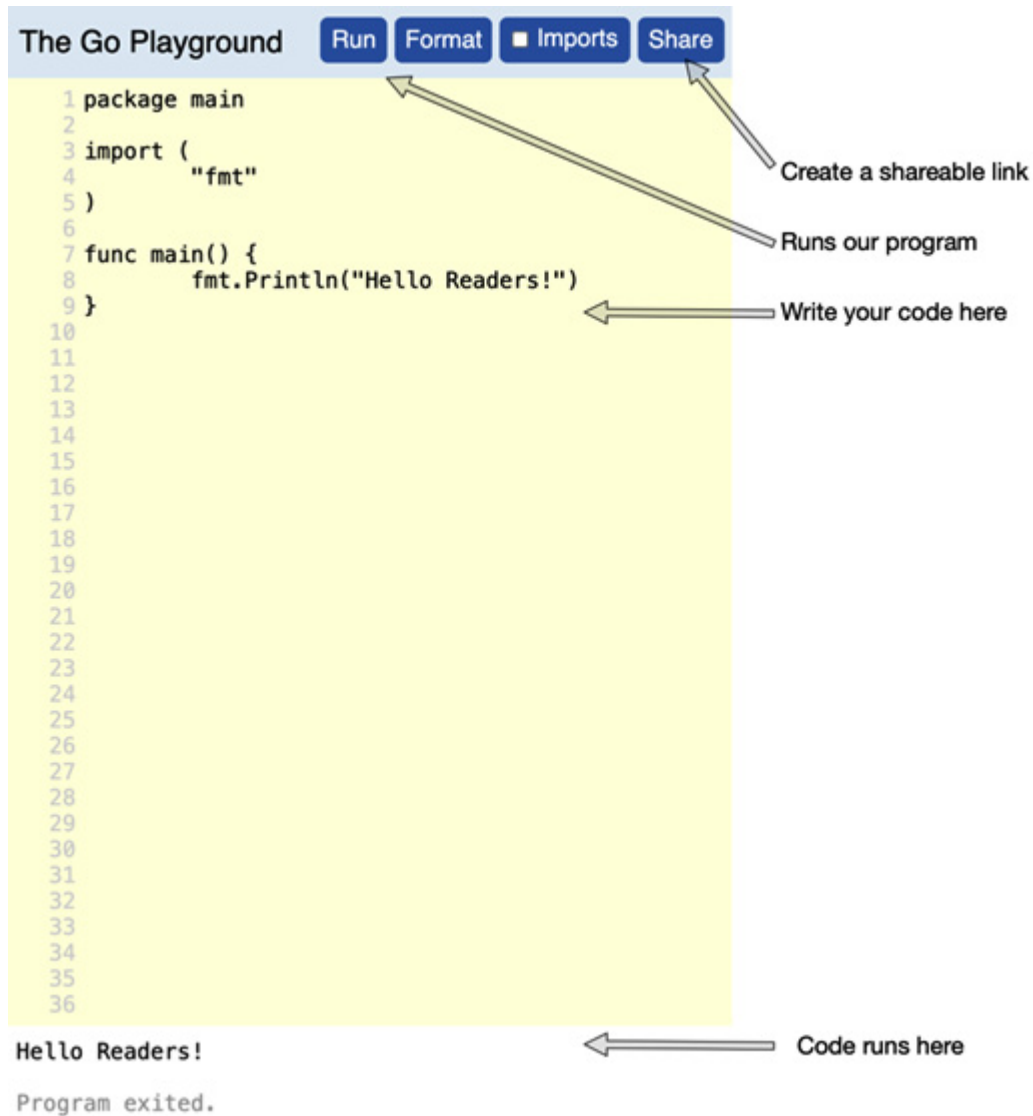 The Go Playground Run Format Imports Share
1 package main
2
3 import (
4 "fmt"
5 )
6
7 func main() {
8 fmt.Println("Hello Readers!")
9 }
10
11
12
13
14
15
16
17
18
19
20
21
22
23
24
25
26
27
28
29
30
31
32
33
34
35
36
Create a shareable link
Runs our program
Write your code here
Hello Readers!
Code runs here
Program exited.